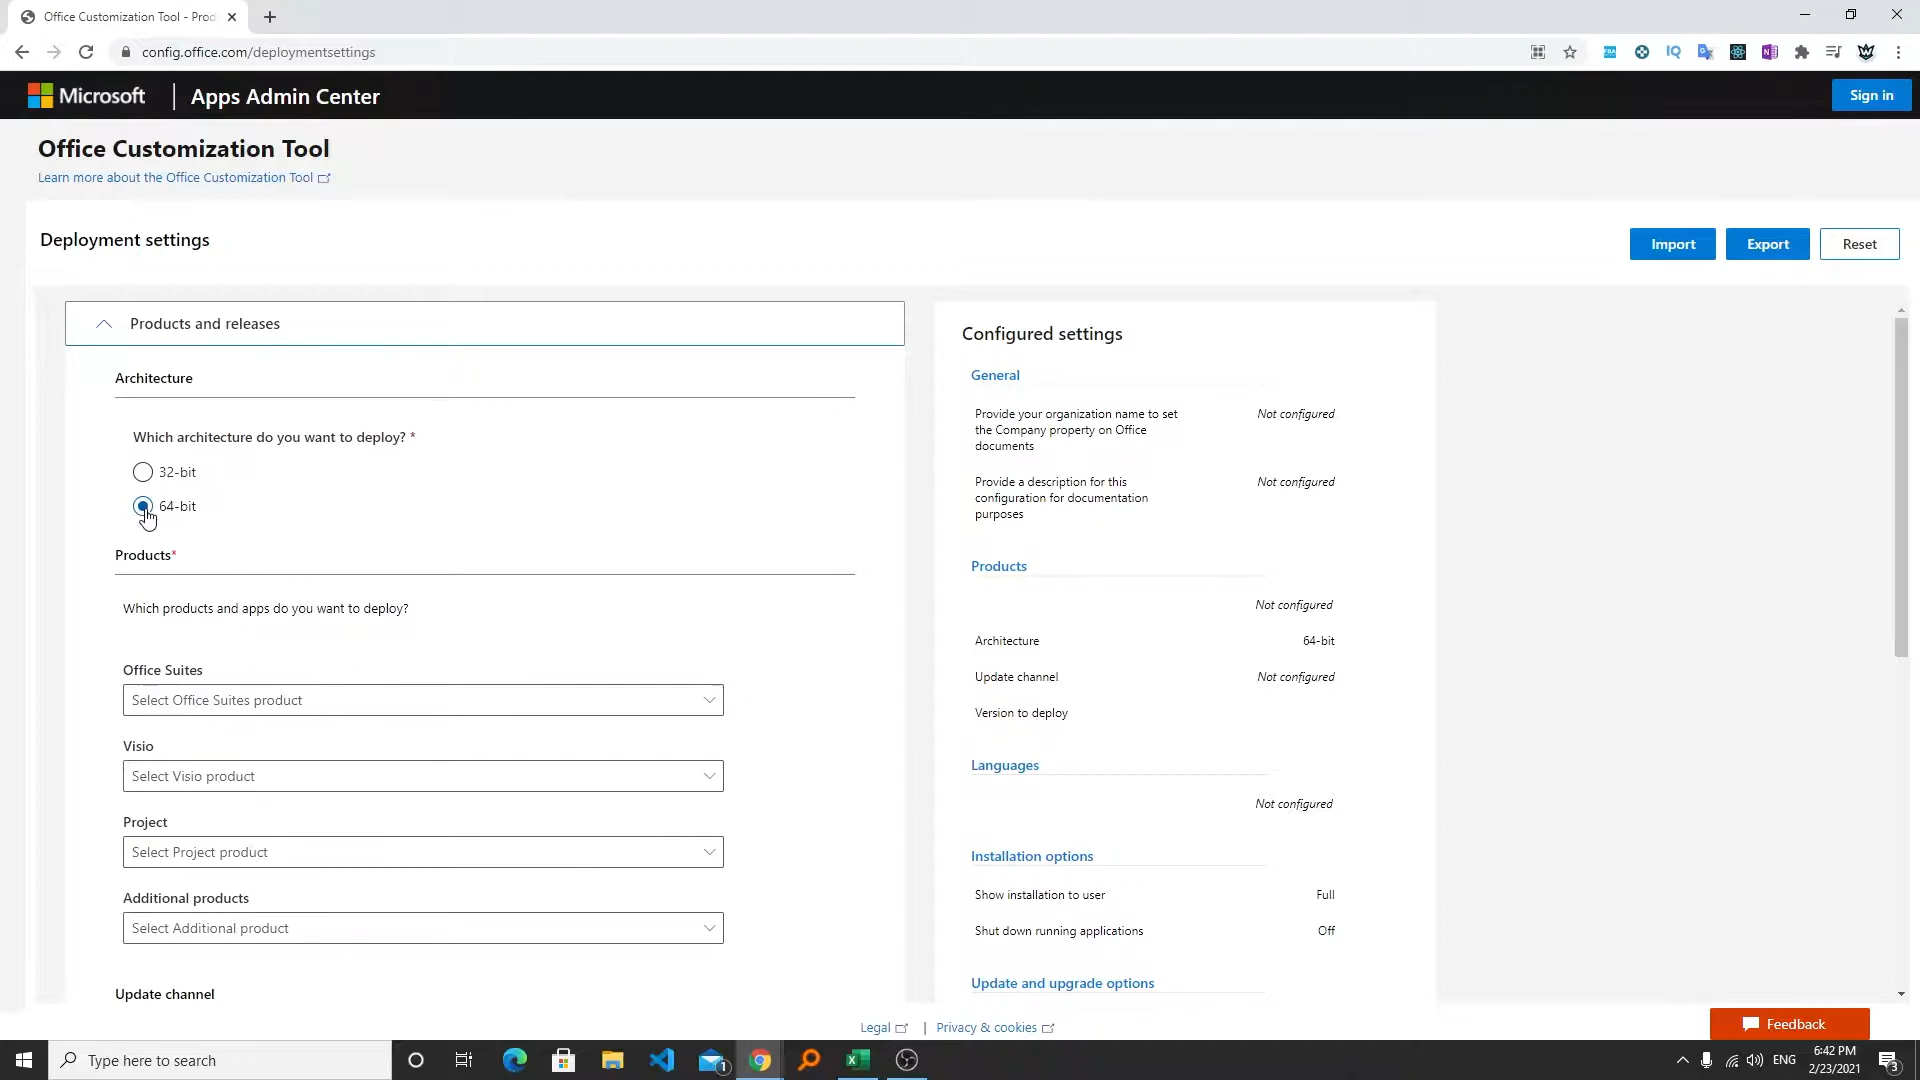 Office Customization Tool - Prod
config.office.com/deploymentsettings
Microsoft | Apps Admin Center
Sign in
Office Customization Tool
Learn more about the Office Customization Tool
Deployment settings
Import
Export
Reset
Products and releases
Architecture
Which architecture do you want to deploy? *
32-bit
64-bit
Products*
Which products and apps do you want to deploy?
Office Suites
Select Office Suites product
Visio
Select Visio product
Project
Select Project product
Additional products
Select Additional product
Update channel
Configured settings
General
Provide your organization name to set
the Company property on Office
documents
Not configured
Provide a description for this
configuration for documentation
purposes
Not configured
Products
Not configured
Architecture 64-bit
Update channel Not configured
Version to deploy
Languages
Not configured
Installation options
Show installation to user Full
Shut down running applications Off
Update and upgrade options
Legal | Privacy & cookies
Feedback
Type here to search
ENG
6:42 PM
2/23/2021